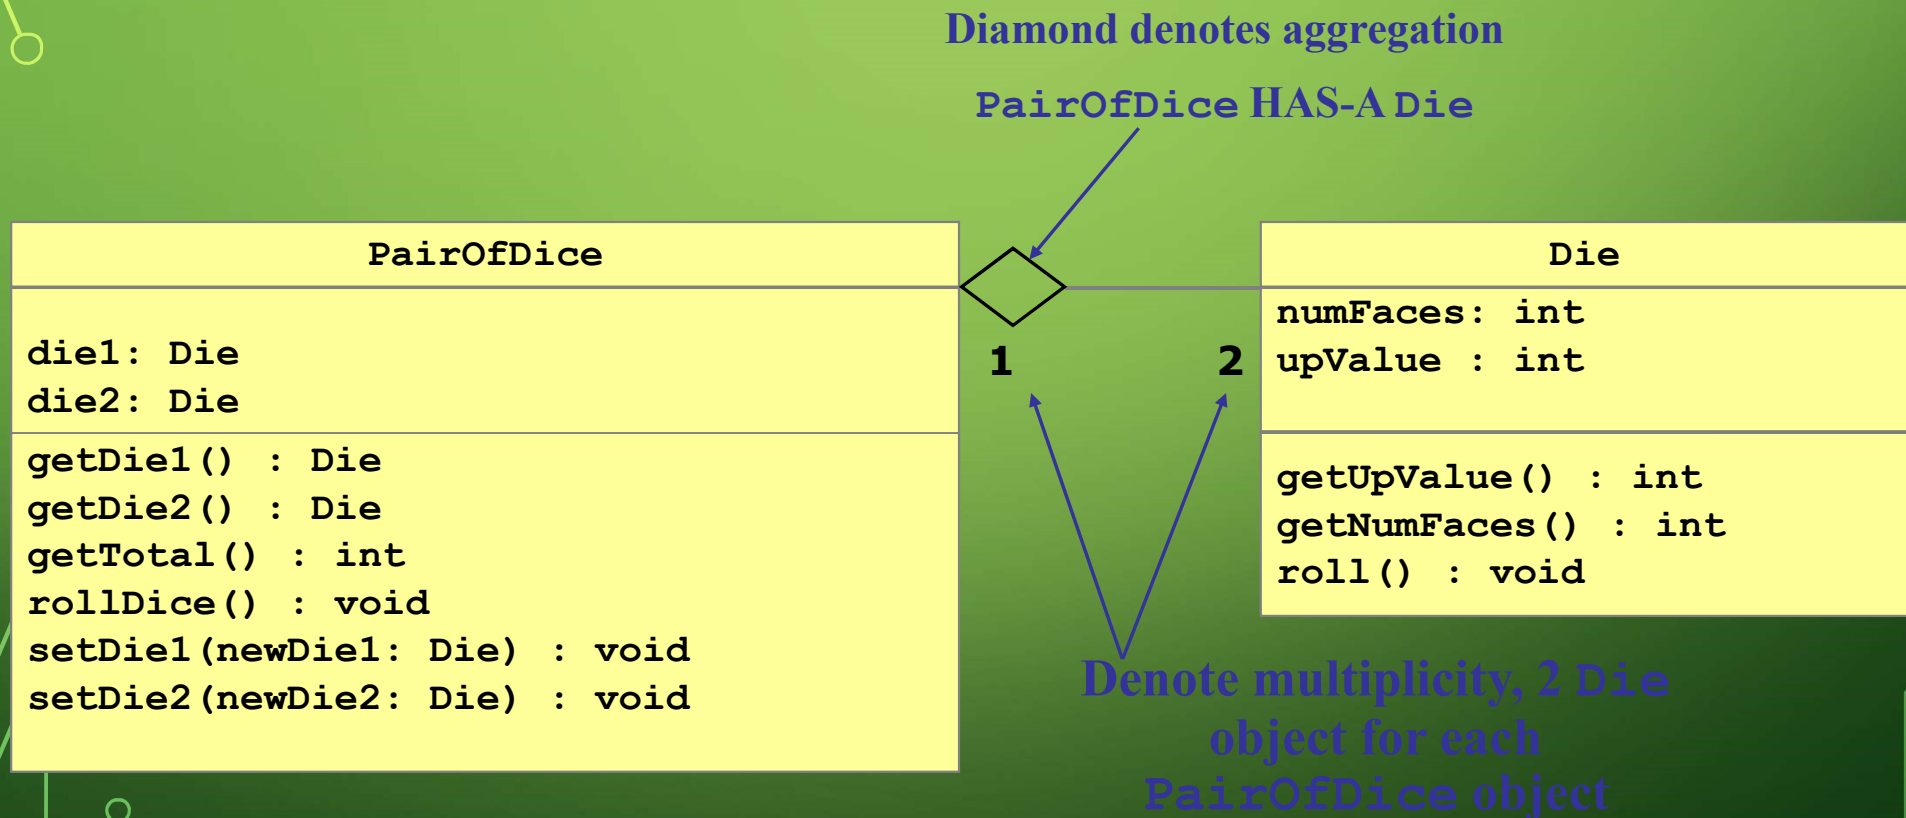 Diamond denotes aggregation
PairOfDice HAS-A Die
PairOfDice
die1: Die
die2: Die
getDie1() : Die
getDie2() : Die
getTotal() : int
rollDice() : void
setDie1(newDie1: Die) : void
setDie2(newDie2: Die) : void
1
2
Die
numFaces: int
upValue : int
getUpValue() : int
getNumFaces() : int
roll() : void
Denote multiplicity, 2 Die
object for each
PairOfDice object